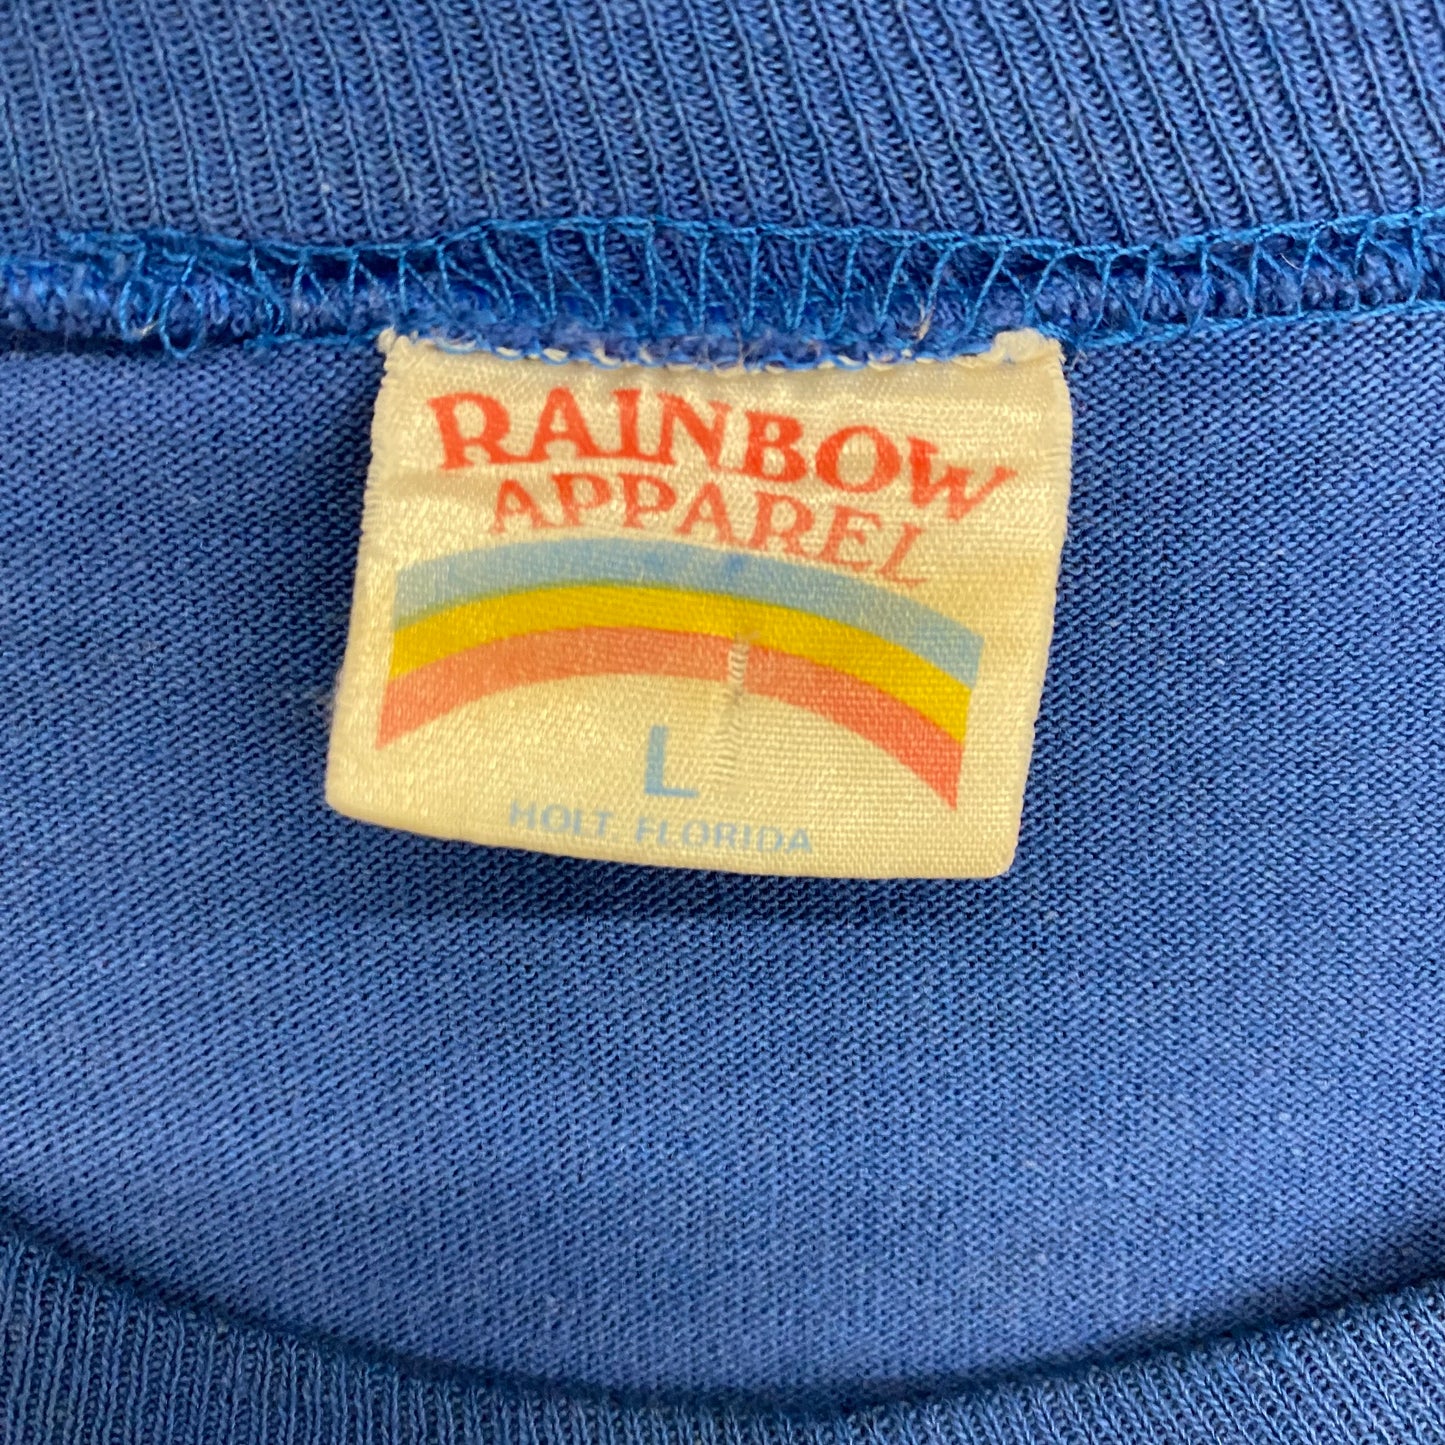 RAINBOW
APPAREL
L
HOLT, FLORIDA